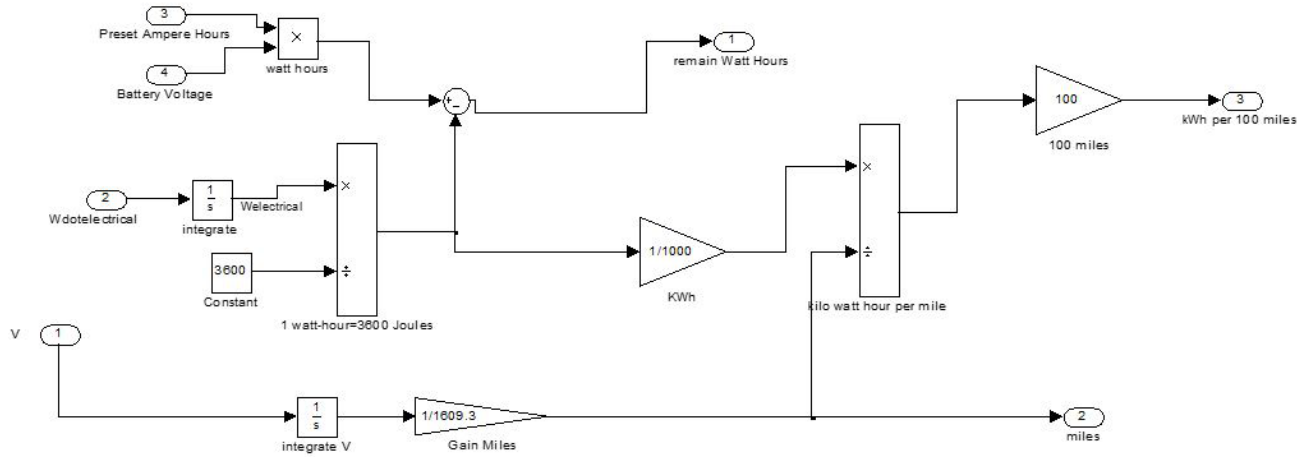 3
Preset Ampere Hours
4
Battery Voltage
×
watt hours
+
−
1
remain Watt Hours
100
100 miles
3
kWh per 100 miles
2
Wdotelectrical
1
s
integrate
Welectrical
3600
Constant
×
÷
1 watt-hour=3600 Joules
1/1000
KWh
×
÷
kilo watt hour per mile
V
1
1
s
integrate V
1/1609.3
Gain Miles
2
miles